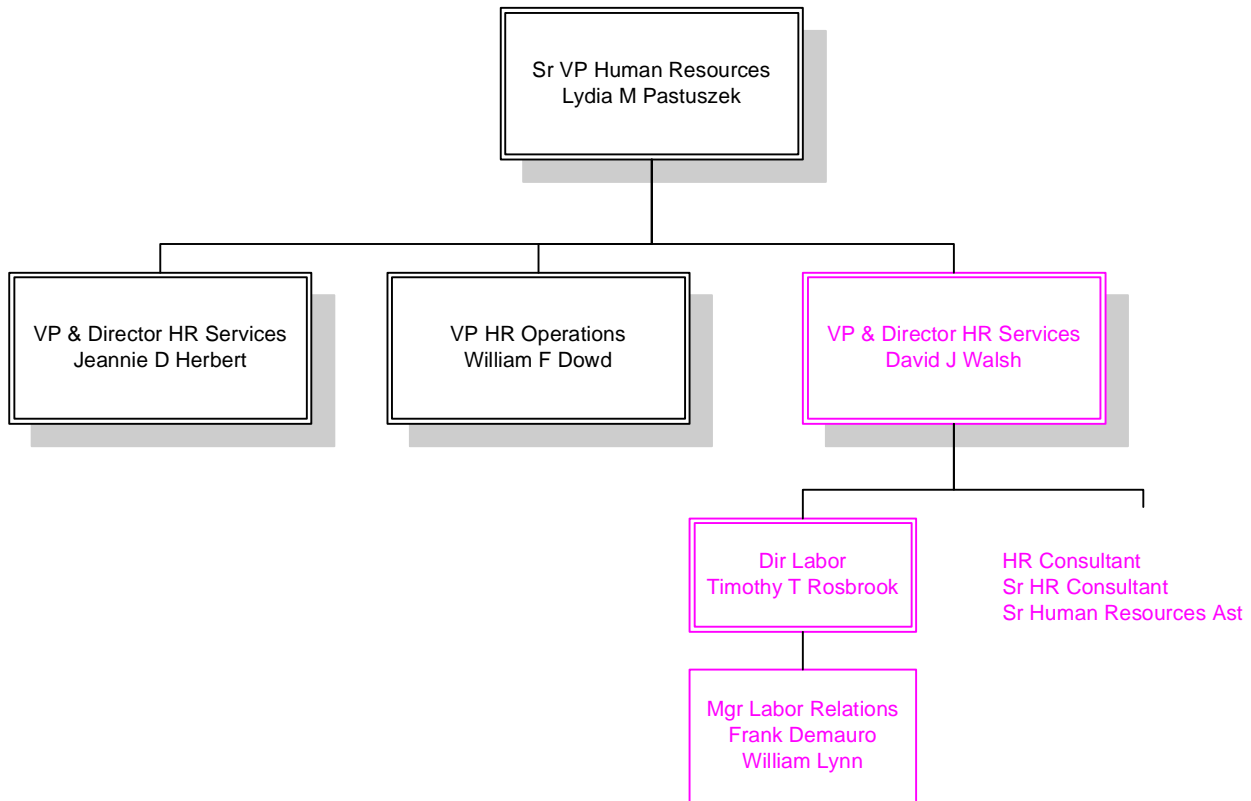 Sr VP Human Resources
Lydia M Pastuszek
VP & Director HR Services
Jeannie D Herbert
VP HR Operations
William F Dowd
VP & Director HR Services
David J Walsh
Dir Labor
Timothy T Rosbrook
HR Consultant
Sr HR Consultant
Sr Human Resources Ast
Mgr Labor Relations
Frank Demauro
William Lynn